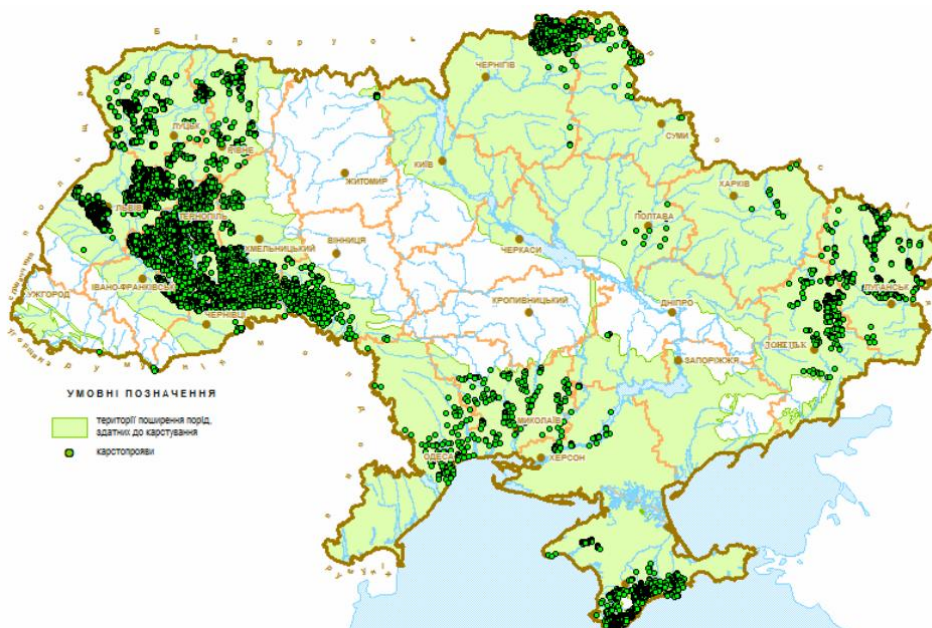 Б і л о р у с ь
ЧЕРНІГІВ
ЛУЦЬК
РІВНЕ
СУМИ
КИЇВ
ЖИТОМИР
ХАРКІВ
ЛЬВІВ
ТЕРНОПІЛЬ
ПОЛТАВА
ХМЕЛЬНИЦЬКИЙ
ВІННИЦЯ
ЧЕРКАСИ
ІВАНО-ФРАНКІВСЬК
ЛУГАНСЬК
УЖГОРОД
КРОПИВНИЦЬКИЙ
ДНІПРО
ЧЕРНІВЦІ
ДОНЕЦЬК
ЗАПОРІЖЖЯ
УМОВНІ ПОЗНАЧЕННЯ
території поширення порід,
здатних до карстування
карстопрояви
МИКОЛАЇВ
ОДЕСА
ХЕРСОН